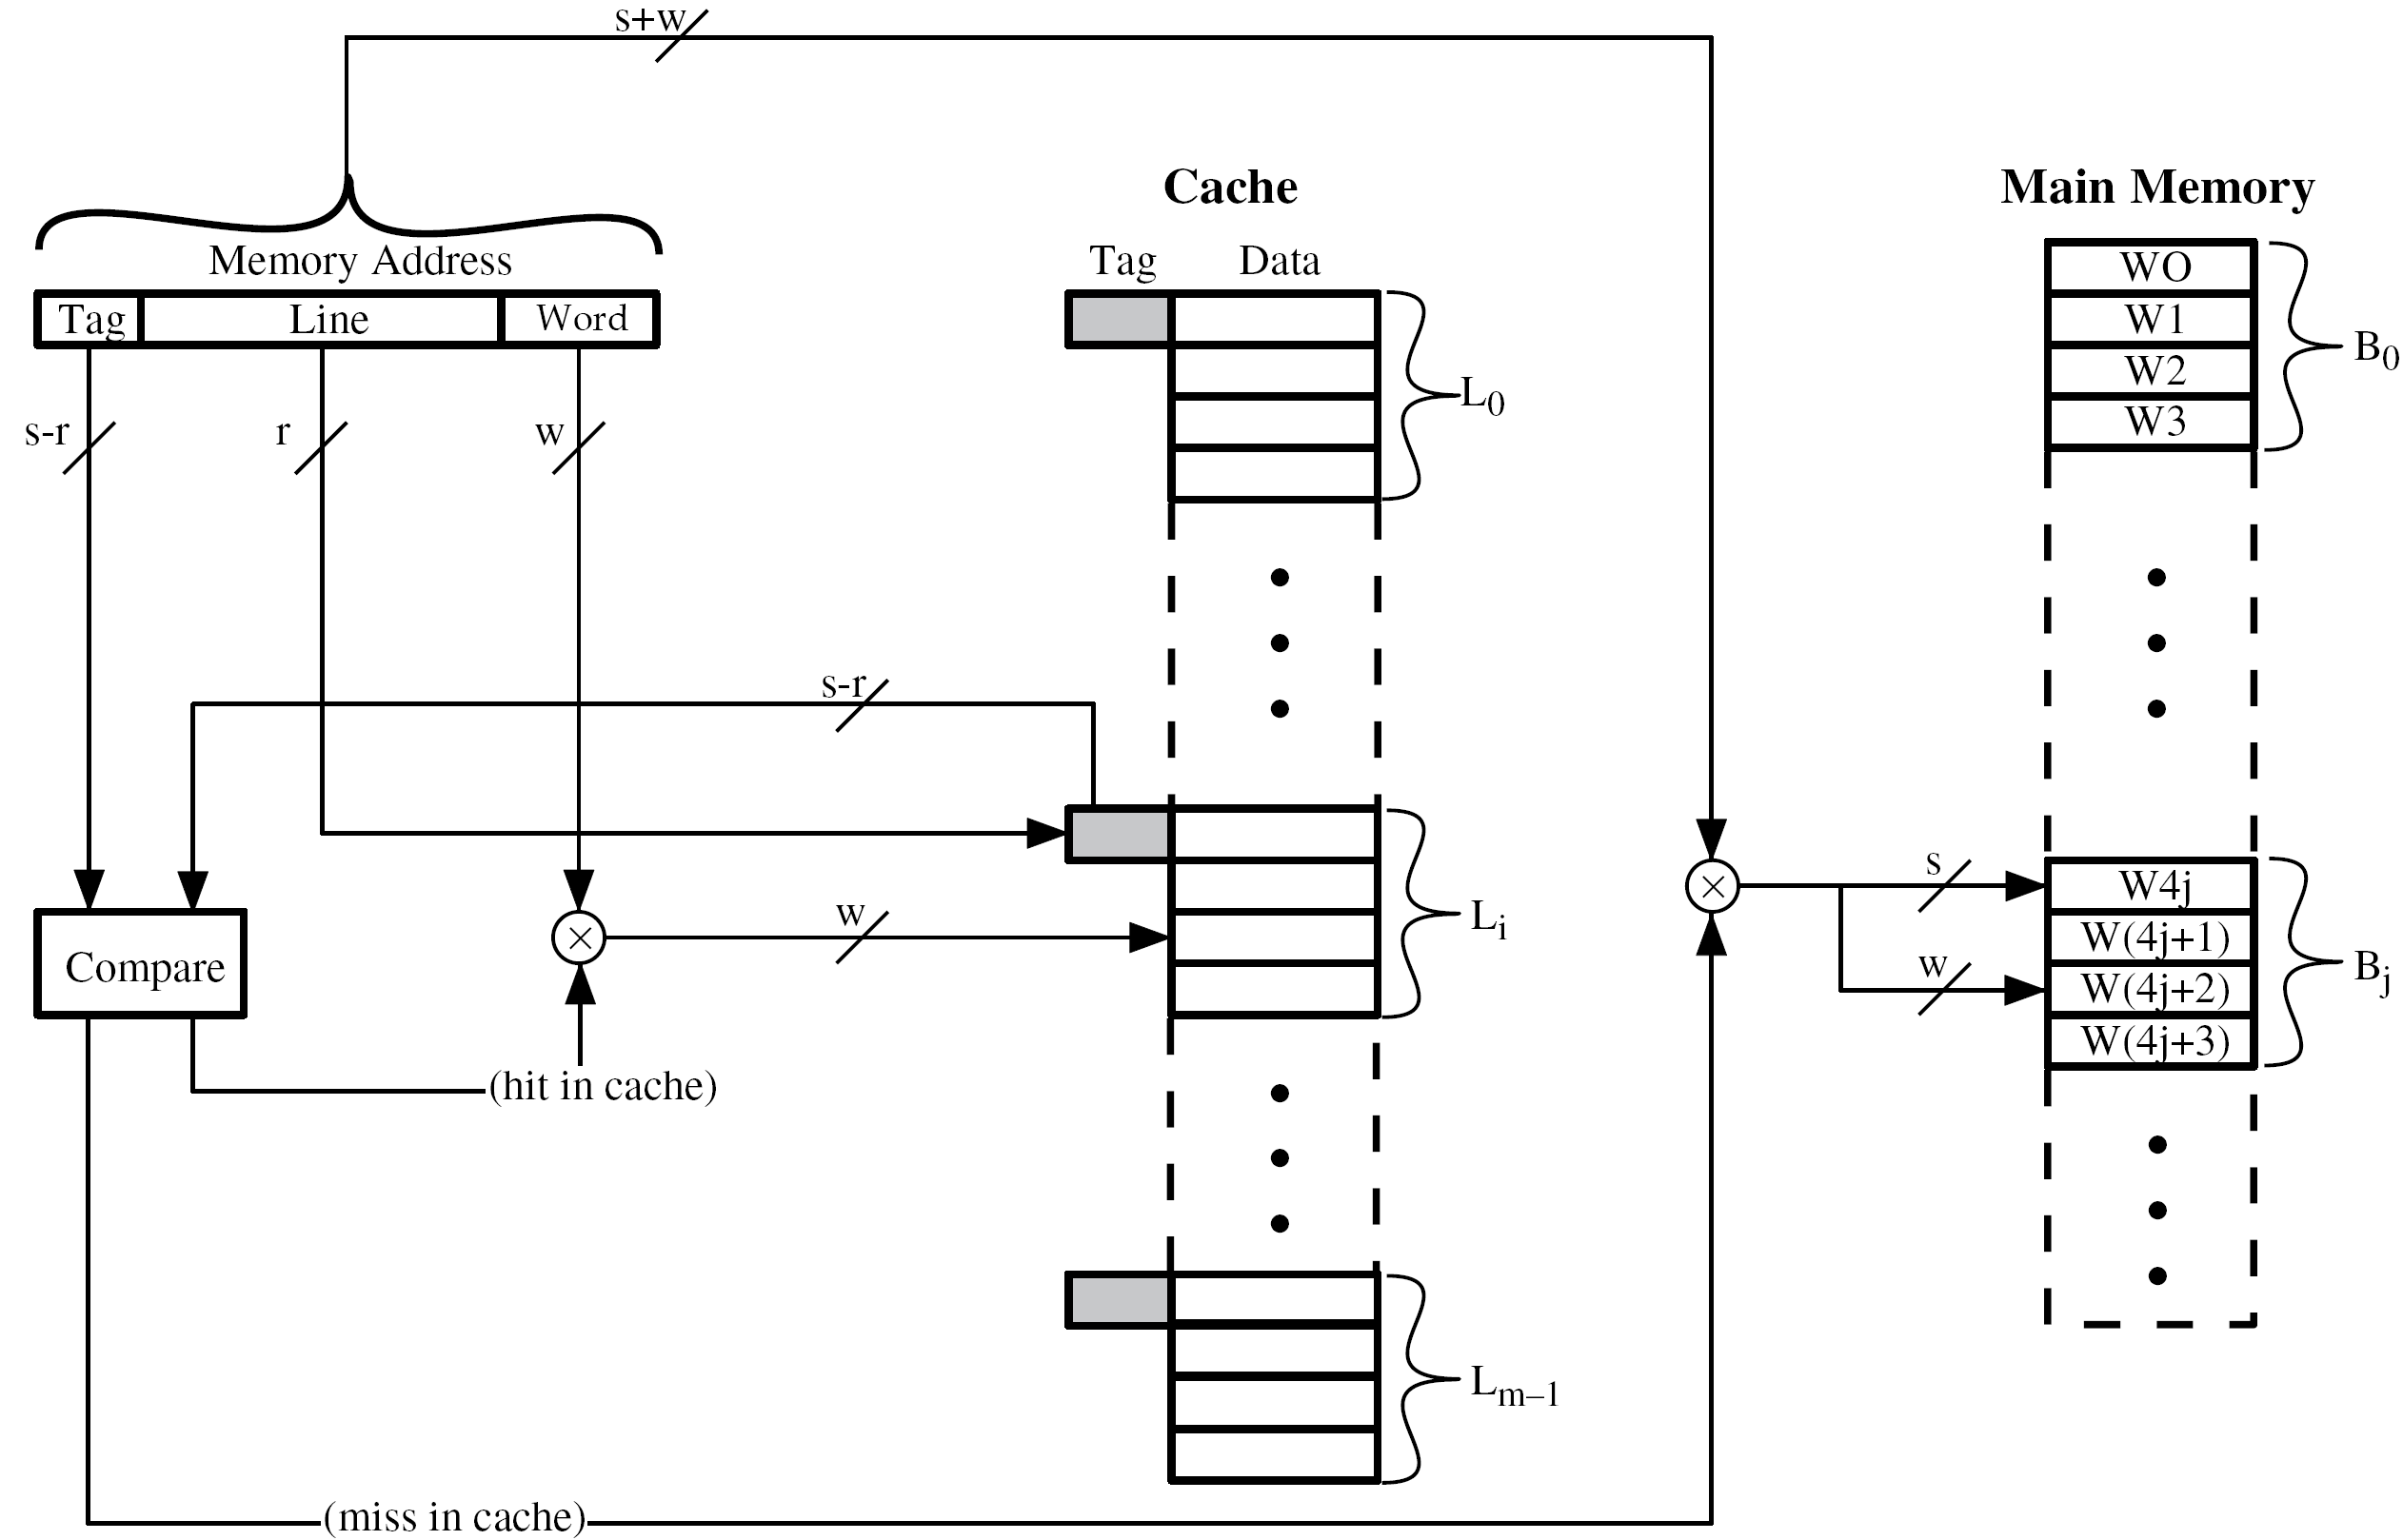 s+w
Cache
Main Memory
Memory Address
Tag Data
Tag Line Word
WO
W1
W2
W3
B0
L0
s-r r w
s-r
s
W4j
W(4j+1)
W(4j+2)
W(4j+3)
Bj
w
w
Li
Compare
(hit in cache)
Lm–1
(miss in cache)